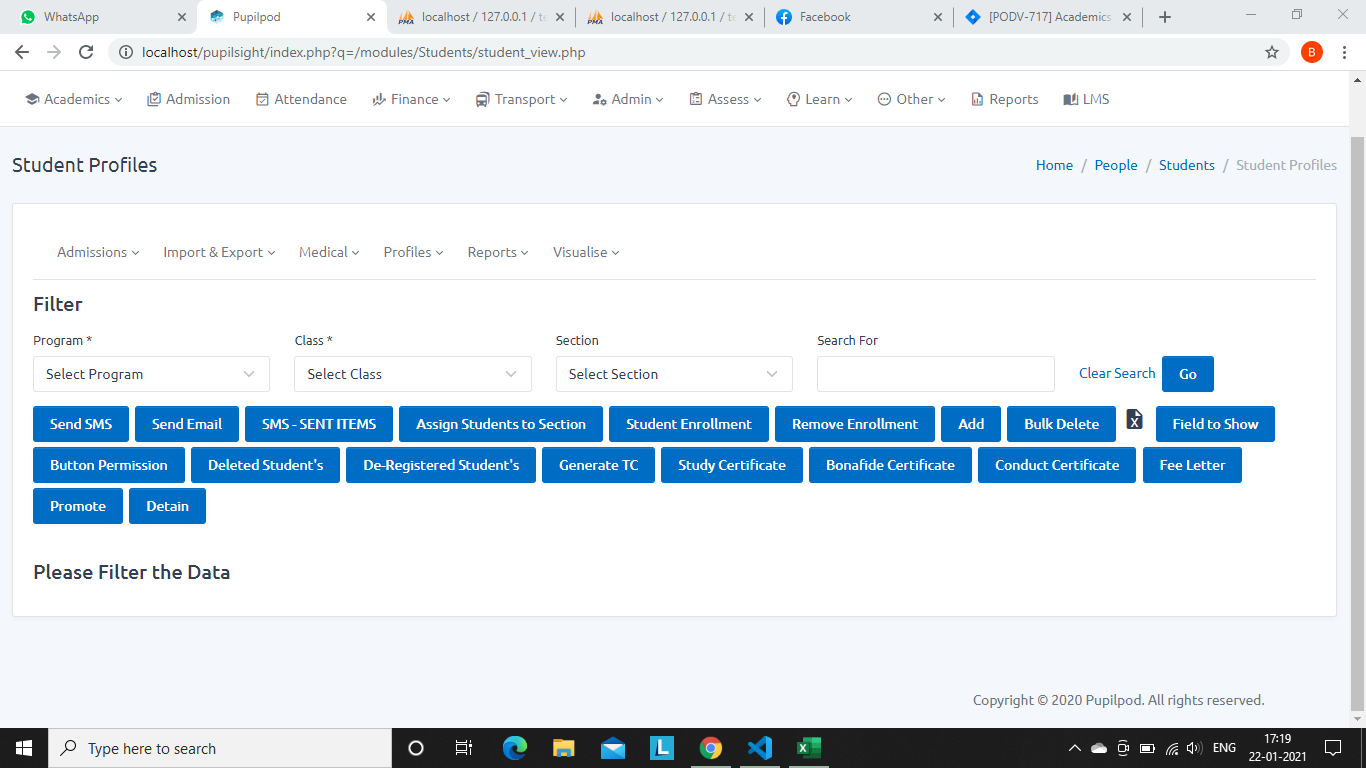 WhatsApp Pupilpod localhost / 127.0.0.1 / te localhost / 127.0.0.1 / te Facebook [PODV-717] Academics
localhost/pupilsight/index.php?q=/modules/Students/student_view.php B
Academics Admission Attendance Finance Transport Admin Assess Learn Other Reports LMS
Student Profiles Home / People / Students / Student Profiles
Admissions Import & Export Medical Profiles Reports Visualise
Filter
Program * Class * Section Search For
Select Program Select Class Select Section Clear Search Go
Send SMS Send Email SMS - SENT ITEMS Assign Students to Section Student Enrollment Remove Enrollment Add Bulk Delete X Field to Show
Button Permission Deleted Student's De-Registered Student's Generate TC Study Certificate Bonafide Certificate Conduct Certificate Fee Letter
Promote Detain
Please Filter the Data
Copyright © 2020 Pupilpod. All rights reserved.
Type here to search L ENG 17:19
22-01-2021